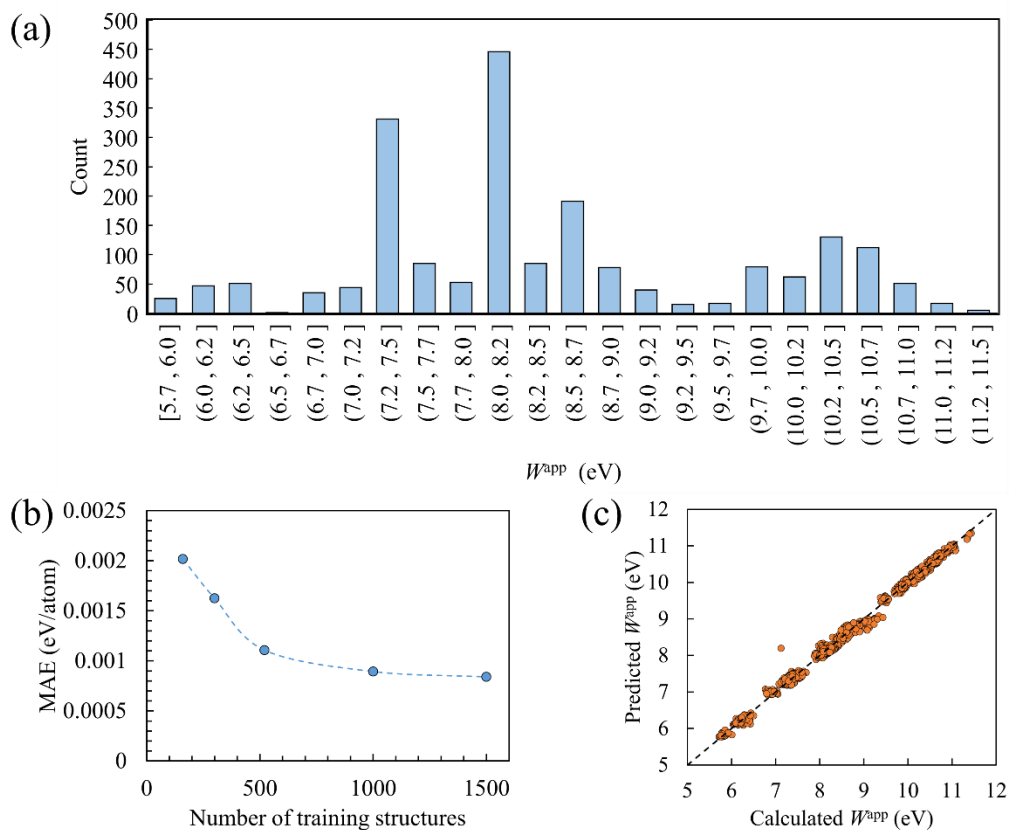 (a)
500
450
400
350
300
250
200
150
100
50
0
Count
[5.7 , 6.0 ]
(6.0 , 6.2 ]
(6.2 , 6.5 ]
(6.5 , 6.7 ]
(6.7 , 7.0 ]
(7.0 , 7.2 ]
(7.2 , 7.5 ]
(7.5 , 7.7 ]
(7.7 , 8.0 ]
(8.0 , 8.2 ]
(8.2 , 8.5 ]
(8.5 , 8.7 ]
(8.7 , 9.0 ]
(9.0 , 9.2 ]
(9.2 , 9.5 ]
(9.5 , 9.7 ]
(9.7 , 10.0 ]
(10.0 , 10.2 ]
(10.2 , 10.5 ]
(10.5 , 10.7 ]
(10.7 , 11.0 ]
(11.0 , 11.2 ]
(11.2 , 11.5 ]
Wᵃᵖᵖ (eV)
(b)
0.0025
0.002
0.0015
0.001
0.0005
0
MAE (eV/atom)
0 500 1000 1500
Number of training structures
(c)
12
11
10
9
8
7
6
5
Predicted Wᵃᵖᵖ (eV)
5 6 7 8 9 10 11 12
Calculated Wᵃᵖᵖ (eV)